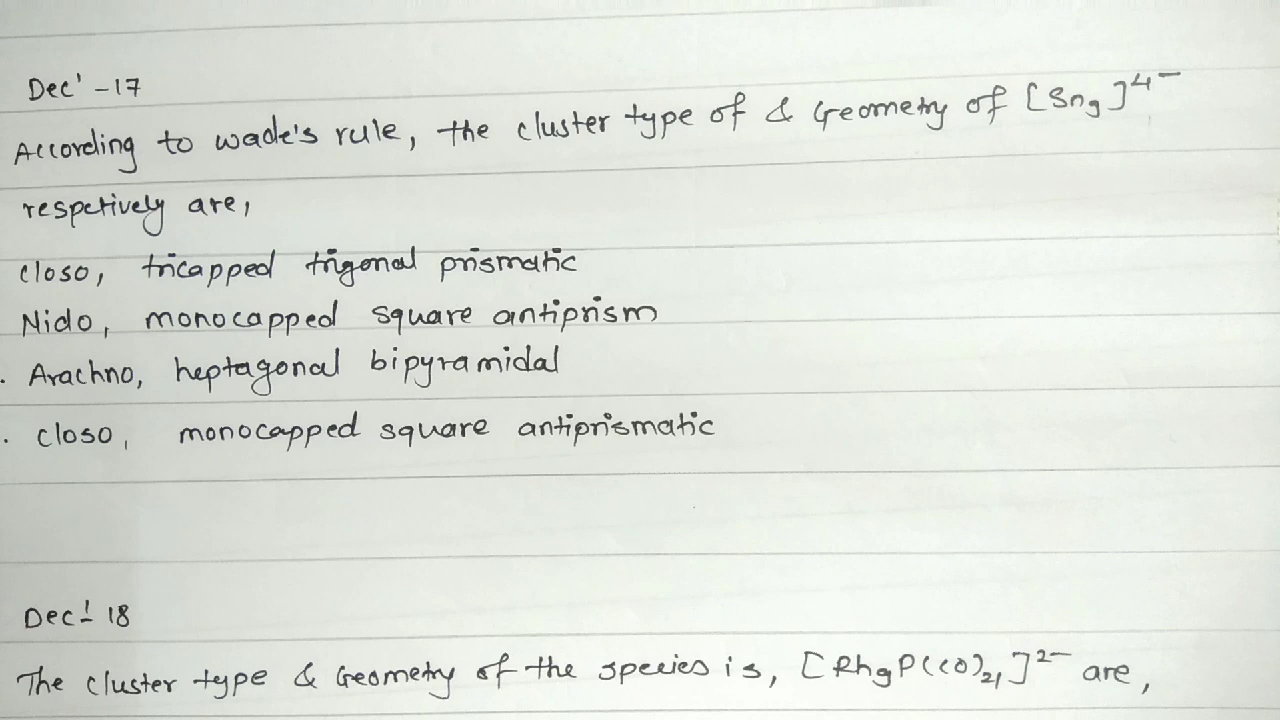 Dec' -17
According to wade's rule, the cluster type of & Geometry of [Sn₉]⁴⁻
respctively are,
closo, tricapped trigonal prismatic
Nido, monocapped square antiprism
. Arachno, heptagonal bipyramidal
. closo, monocapped square antiprismatic
Dec' - 18
The cluster type & Geometry of the species is, [Rh₉P(CO)₂₁]²⁻ are,